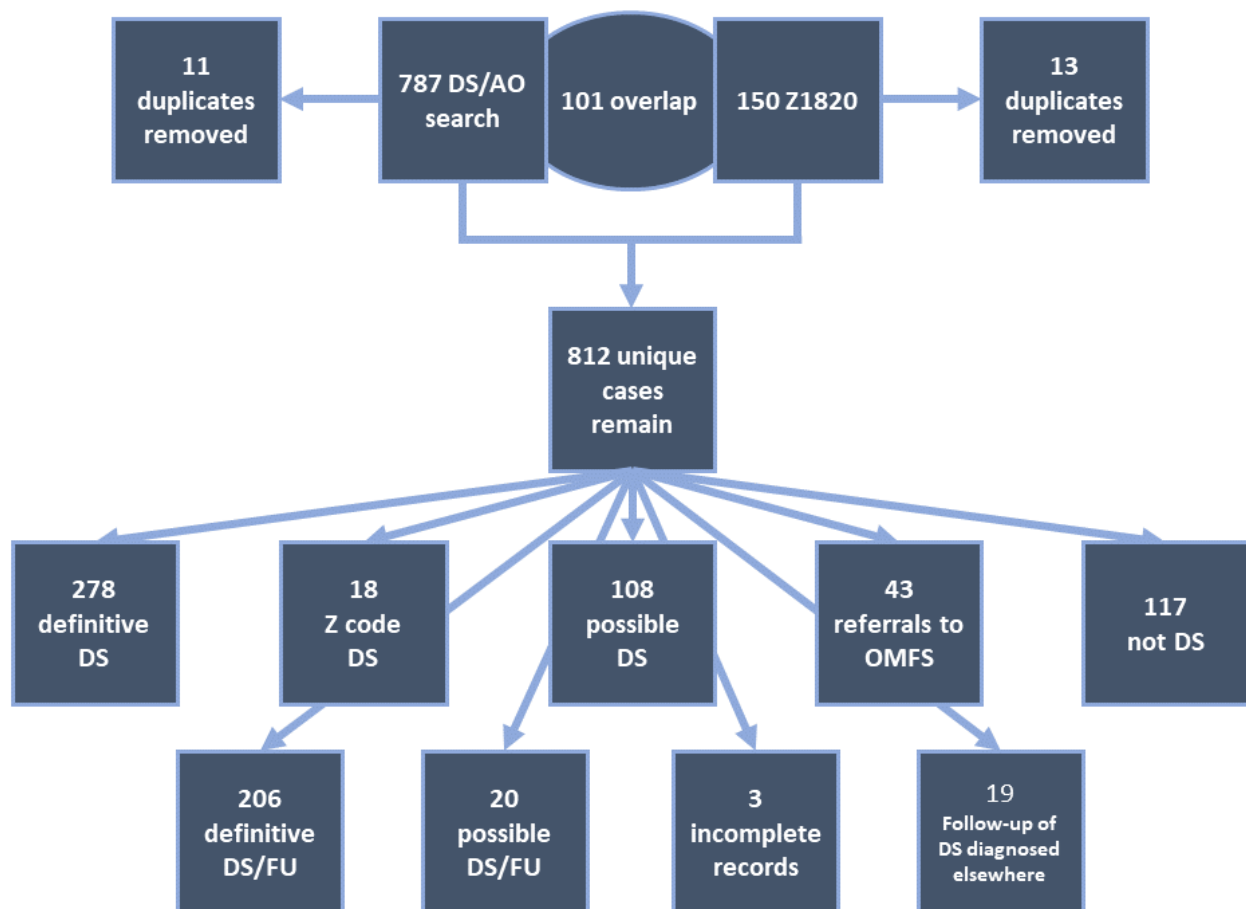 11
duplicates
removed
787 DS/AO
search
101 overlap
150 Z1820
13
duplicates
removed
812 unique
cases
remain
278
definitive
DS
18
Z code
DS
108
possible
DS
43
referrals to
OMFS
117
not DS
206
definitive
DS/FU
20
possible
DS/FU
3
incomplete
records
19
Follow-up of
DS diagnosed
elsewhere